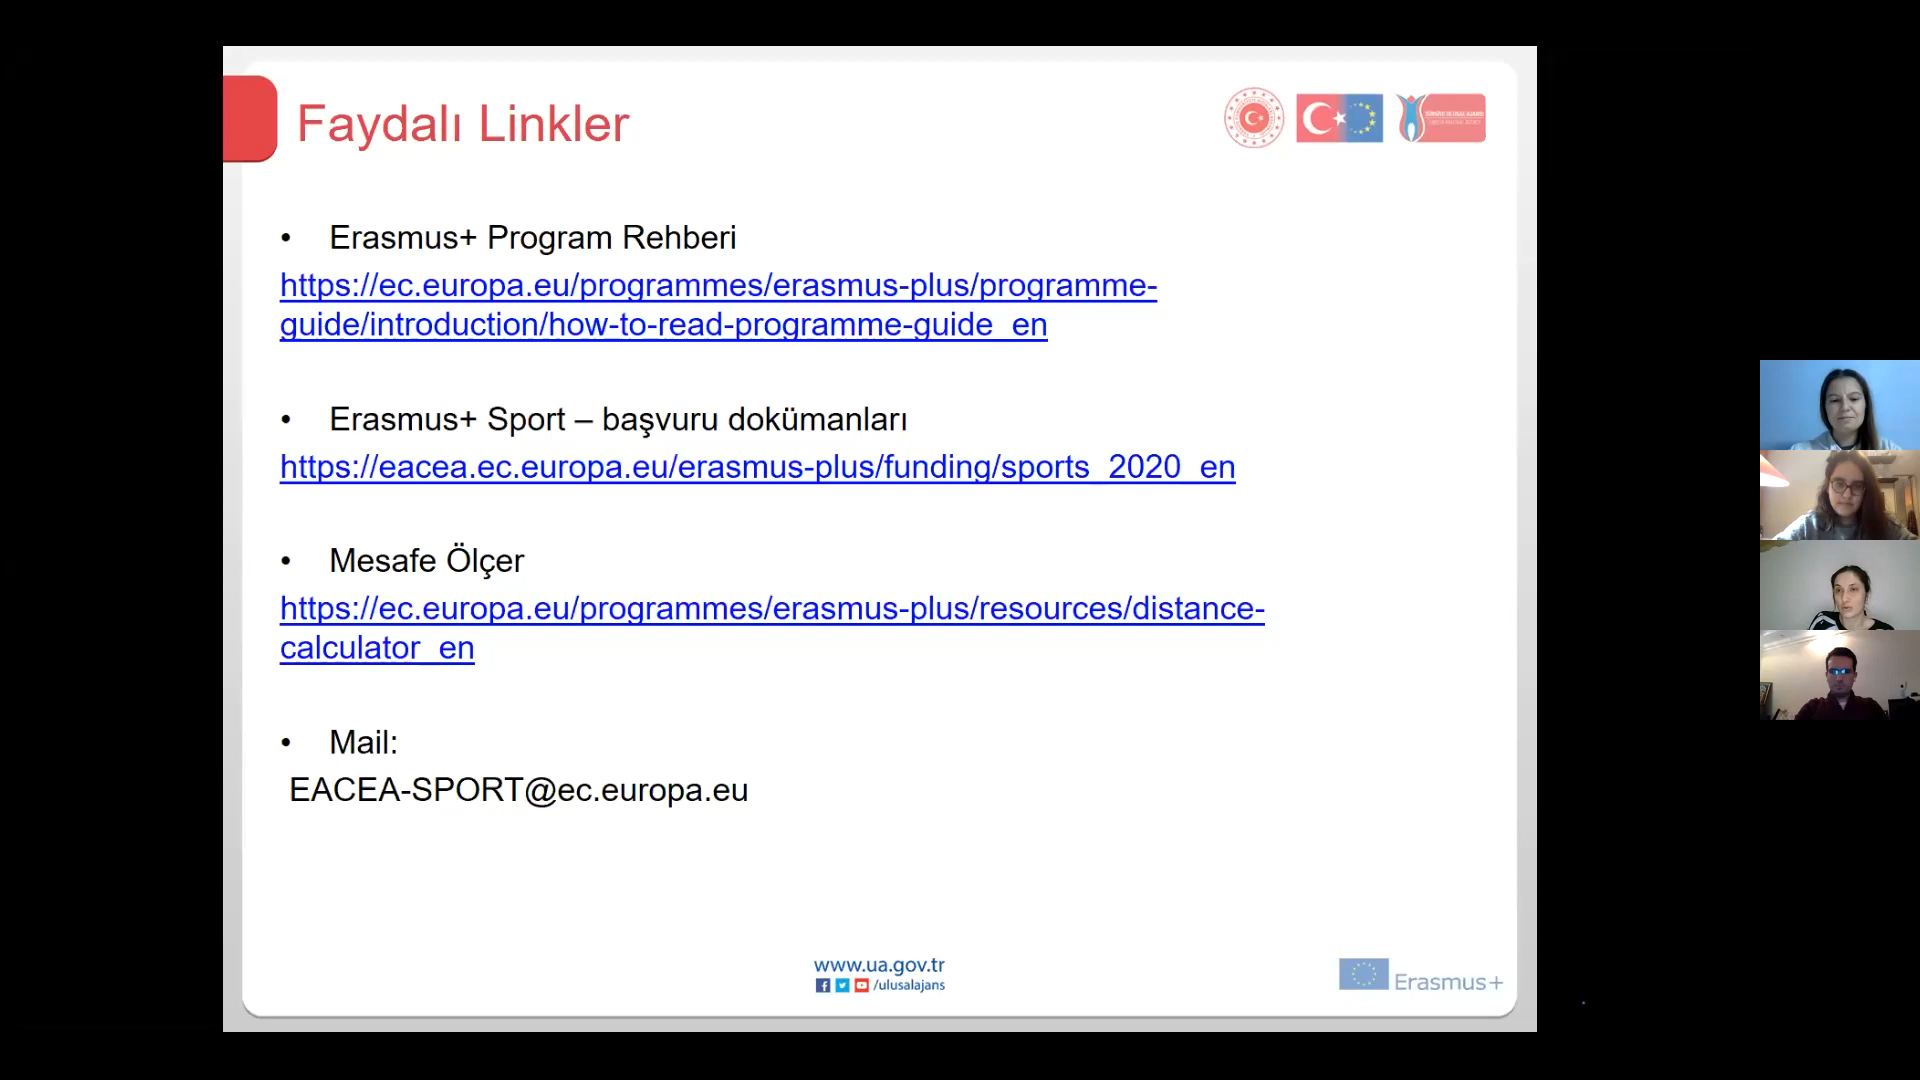 Faydalı Linkler
• Erasmus+ Program Rehberi
https://ec.europa.eu/programmes/erasmus-plus/programme-
guide/introduction/how-to-read-programme-guide_en
• Erasmus+ Sport – başvuru dokümanları
https://eacea.ec.europa.eu/erasmus-plus/funding/sports_2020_en
• Mesafe Ölçer
https://ec.europa.eu/programmes/erasmus-plus/resources/distance-
calculator_en
• Mail:
EACEA-SPORT@ec.europa.eu
www.ua.gov.tr
/ulusalajans
Erasmus+